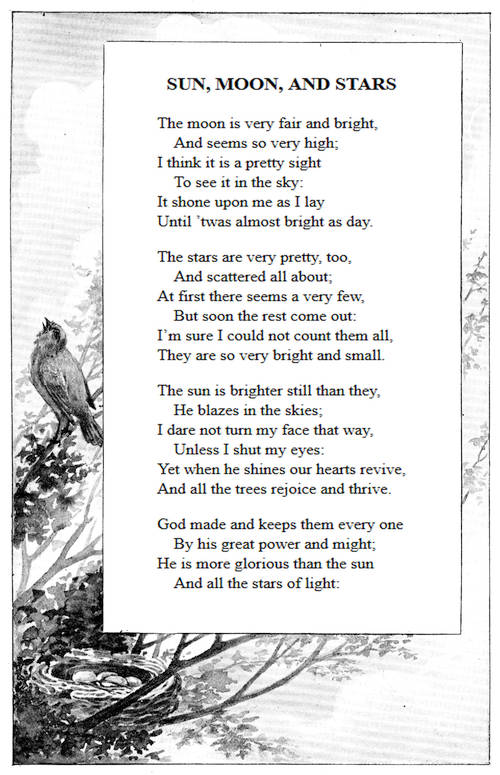 SUN, MOON, AND STARS
The moon is very fair and bright,
And seems so very high;
I think it is a pretty sight
To see it in the sky:
It shone upon me as I lay
Until ’twas almost bright as day.
The stars are very pretty, too,
And scattered all about;
At first there seems a very few,
But soon the rest come out:
I’m sure I could not count them all,
They are so very bright and small.
The sun is brighter still than they,
He blazes in the skies;
I dare not turn my face that way,
Unless I shut my eyes:
Yet when he shines our hearts revive,
And all the trees rejoice and thrive.
God made and keeps them every one
By his great power and might;
He is more glorious than the sun
And all the stars of light: